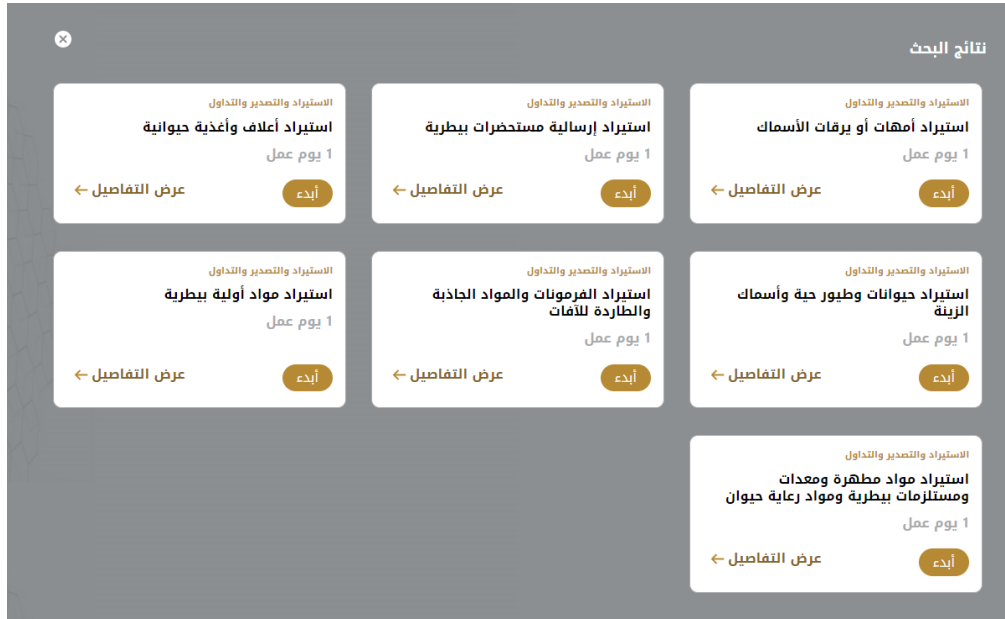 نتائج البحث
الاستيراد والتصدير والتداول
استيراد أمهات أو يرقات الأسماك
1 يوم عمل
أبدء
عرض التفاصيل
الاستيراد والتصدير والتداول
استيراد إرسالية مستحضرات بيطرية
1 يوم عمل
أبدء
عرض التفاصيل
الاستيراد والتصدير والتداول
استيراد أعلاف وأغذية حيوانية
1 يوم عمل
أبدء
عرض التفاصيل
الاستيراد والتصدير والتداول
استيراد حيوانات وطيور حية وأسماك
الزينة
1 يوم عمل
أبدء
عرض التفاصيل
الاستيراد والتصدير والتداول
استيراد الفرمونات والمواد الجاذبة
والطاردة للآفات
1 يوم عمل
أبدء
عرض التفاصيل
الاستيراد والتصدير والتداول
استيراد مواد أولية بيطرية
1 يوم عمل
أبدء
عرض التفاصيل
الاستيراد والتصدير والتداول
استيراد مواد مطهرة ومعدات
ومستلزمات بيطرية ومواد رعاية حيوان
1 يوم عمل
أبدء
عرض التفاصيل